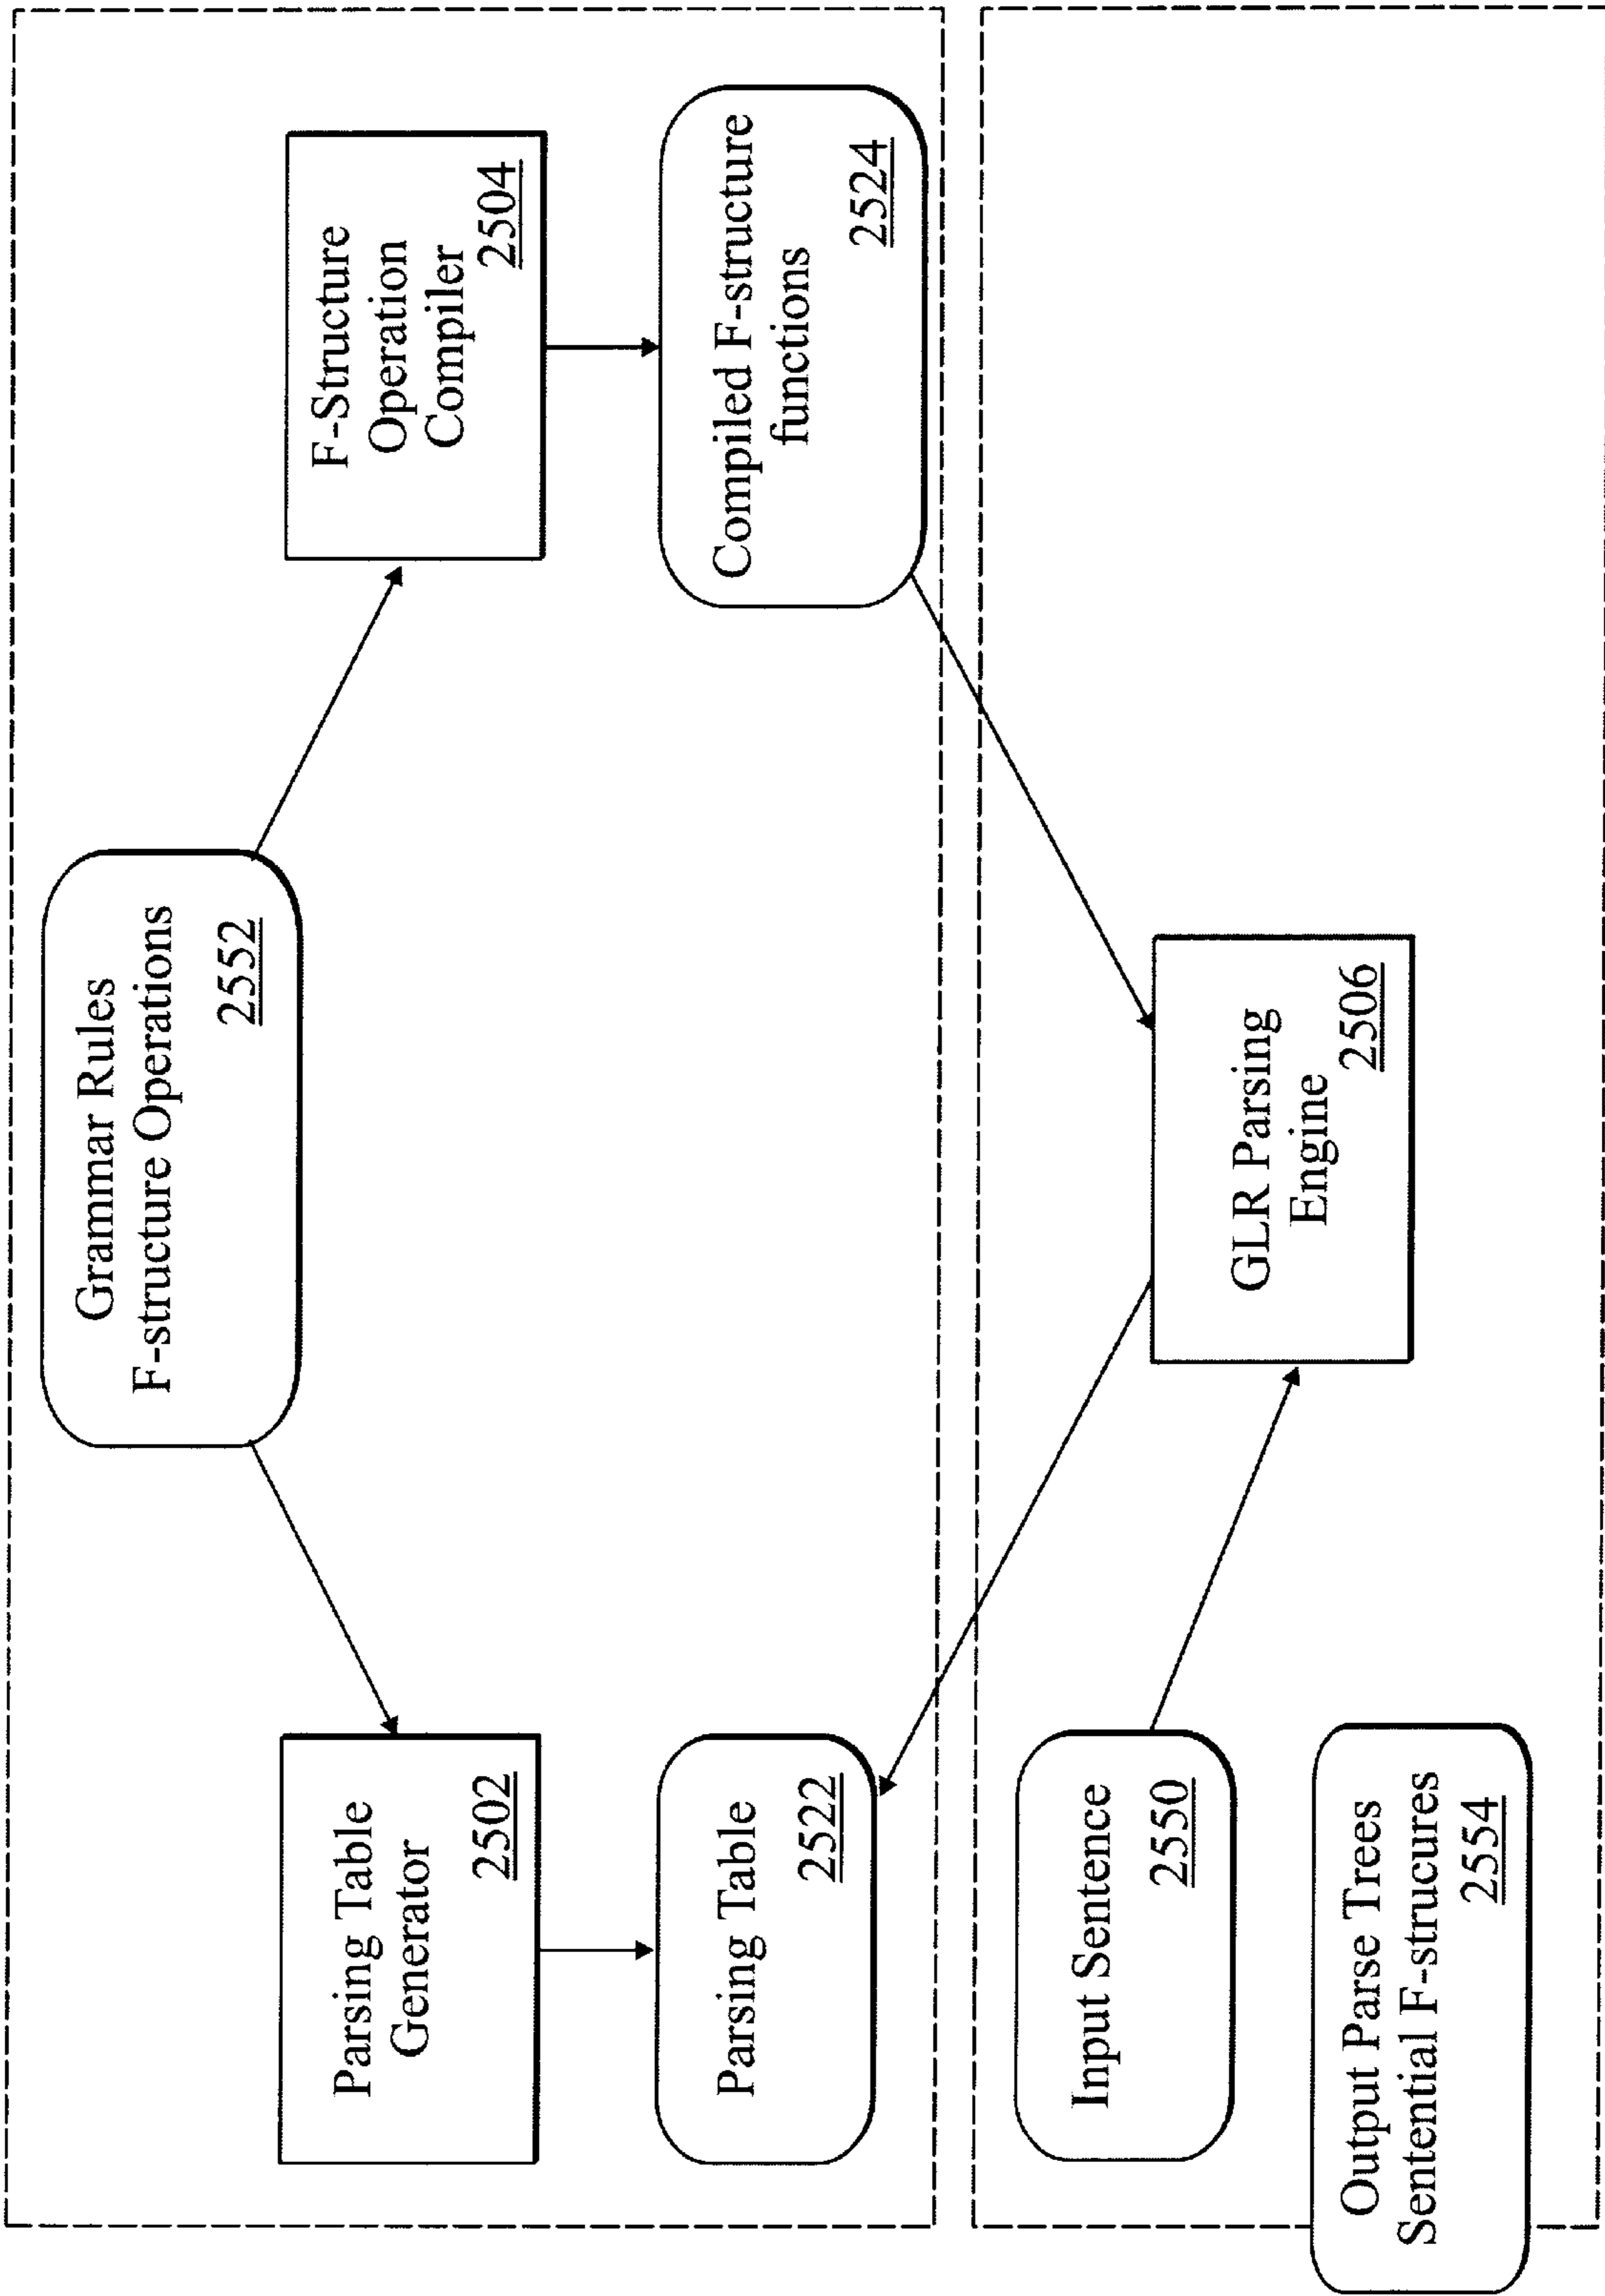 Grammar Rules
F-structure Operations
2552
Parsing Table
Generator
2502
F-Structure
Operation
Compiler
2504
Parsing Table
2522
Compiled F-structure
functions
2524
Input Sentence
2550
GLR Parsing
Engine
2506
Output Parse Trees
Sentential F-strucures
2554